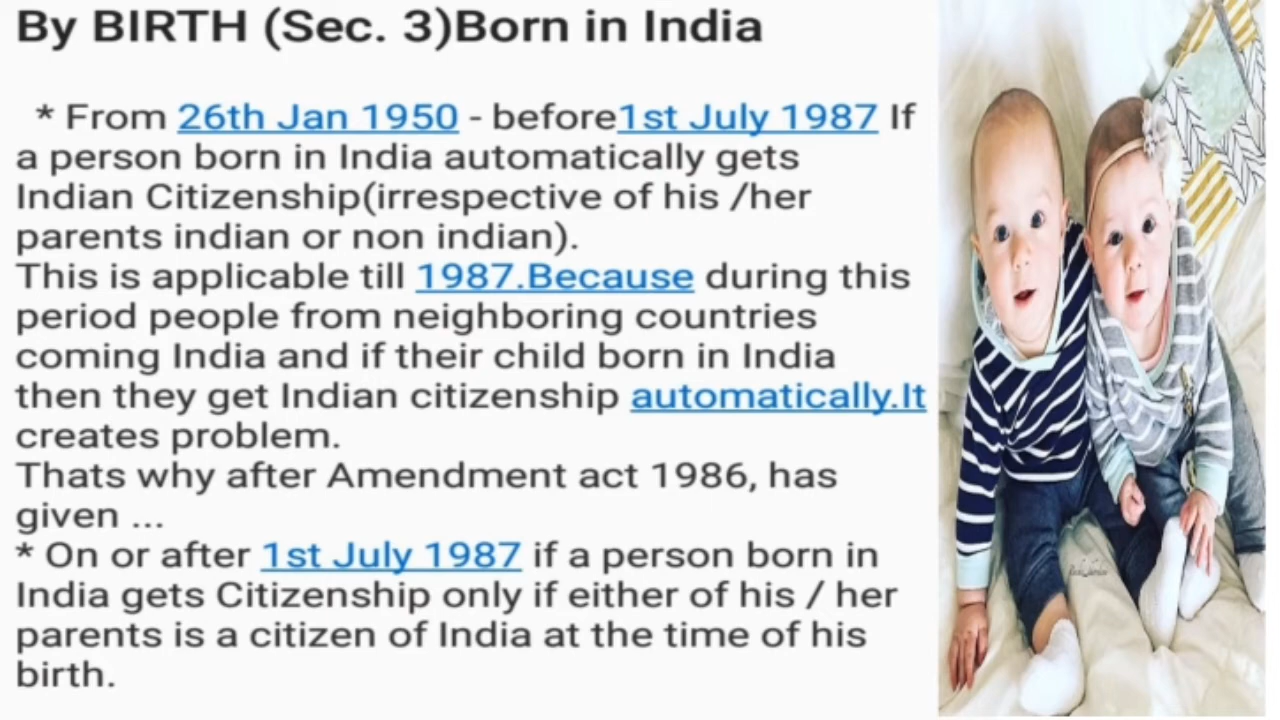 By BIRTH (Sec. 3)Born in India
* From 26th Jan 1950 - before1st July 1987 If
a person born in India automatically gets
Indian Citizenship(irrespective of his /her
parents indian or non indian).
This is applicable till 1987.Because during this
period people from neighboring countries
coming India and if their child born in India
then they get Indian citizenship automatically.It
creates problem.
Thats why after Amendment act 1986, has
given ...
* On or after 1st July 1987 if a person born in
India gets Citizenship only if either of his / her
parents is a citizen of India at the time of his
birth.